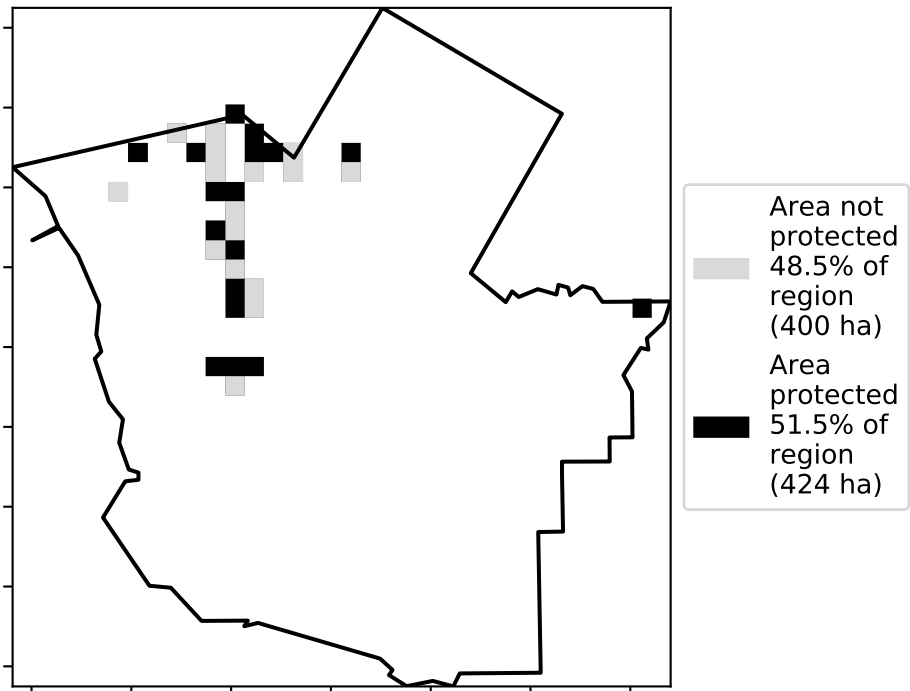 Area not
protected
48.5% of
region
(400 ha)
Area
protected
51.5% of
region
(424 ha)